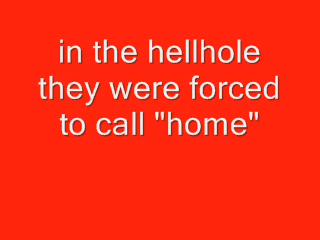 in the hellhole
they were forced
to call "home"